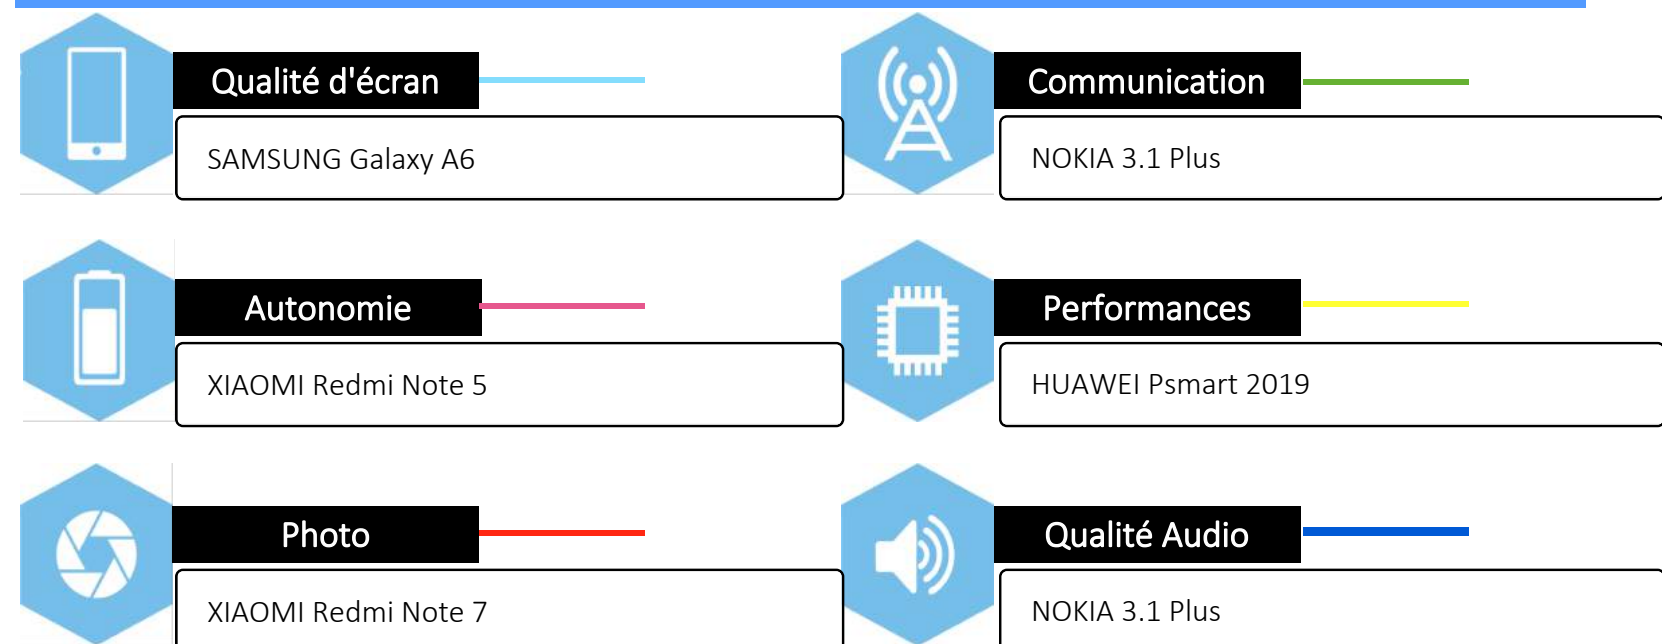 Qualité d'écran
SAMSUNG Galaxy A6
Communication
NOKIA 3.1 Plus
Autonomie
XIAOMI Redmi Note 5
Performances
HUAWEI Psmart 2019
Photo
XIAOMI Redmi Note 7
Qualité Audio
NOKIA 3.1 Plus